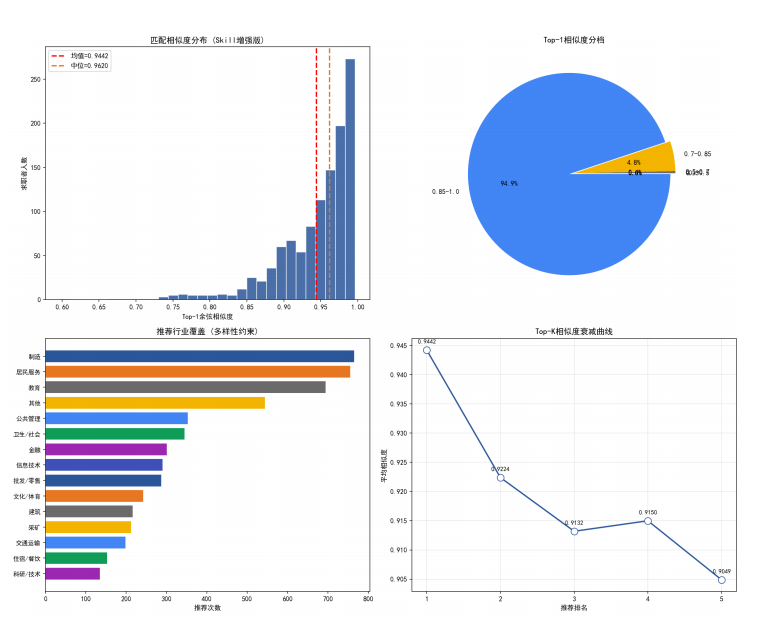 匹配相似度分布 (Skill增强版)
均值=0.9442
中位=0.9620
求职者人数
250
200
150
100
50
0
0.60 0.65 0.70 0.75 0.80 0.85 0.90 0.95 1.00
Top-1余弦相似度
Top-1相似度分档
0.7-0.85
4.8%
94.9%
0.85-1.0
推荐行业覆盖 (多样性约束)
制造
居民服务
教育
其他
公共管理
卫生/社会
金融
信息技术
批发/零售
文化/体育
建筑
采矿
交通运输
住宿/餐饮
科研/技术
0 100 200 300 400 500 600 700 800
推荐次数
Top-K相似度衰减曲线
平均相似度
0.945
0.940
0.935
0.930
0.925
0.920
0.915
0.910
0.905
0.9442
0.9224
0.9132
0.9150
0.9049
1 2 3 4 5
推荐排名